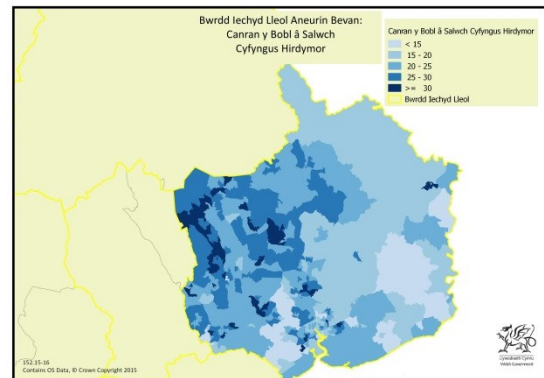 Bwrdd Iechyd Lleol Aneurin Bevan:
Canran y Bobl â Salwch
Cyfyngus Hirdymor
Canran y Bobl â Salwch Cyfyngus Hirdymor
< 15
15 - 20
20 - 25
25 - 30
>= 30
Bwrdd Iechyd Lleol
152.15-16
Contains OS Data, © Crown Copyright 2015
Llywodraeth Cymru
Welsh Government